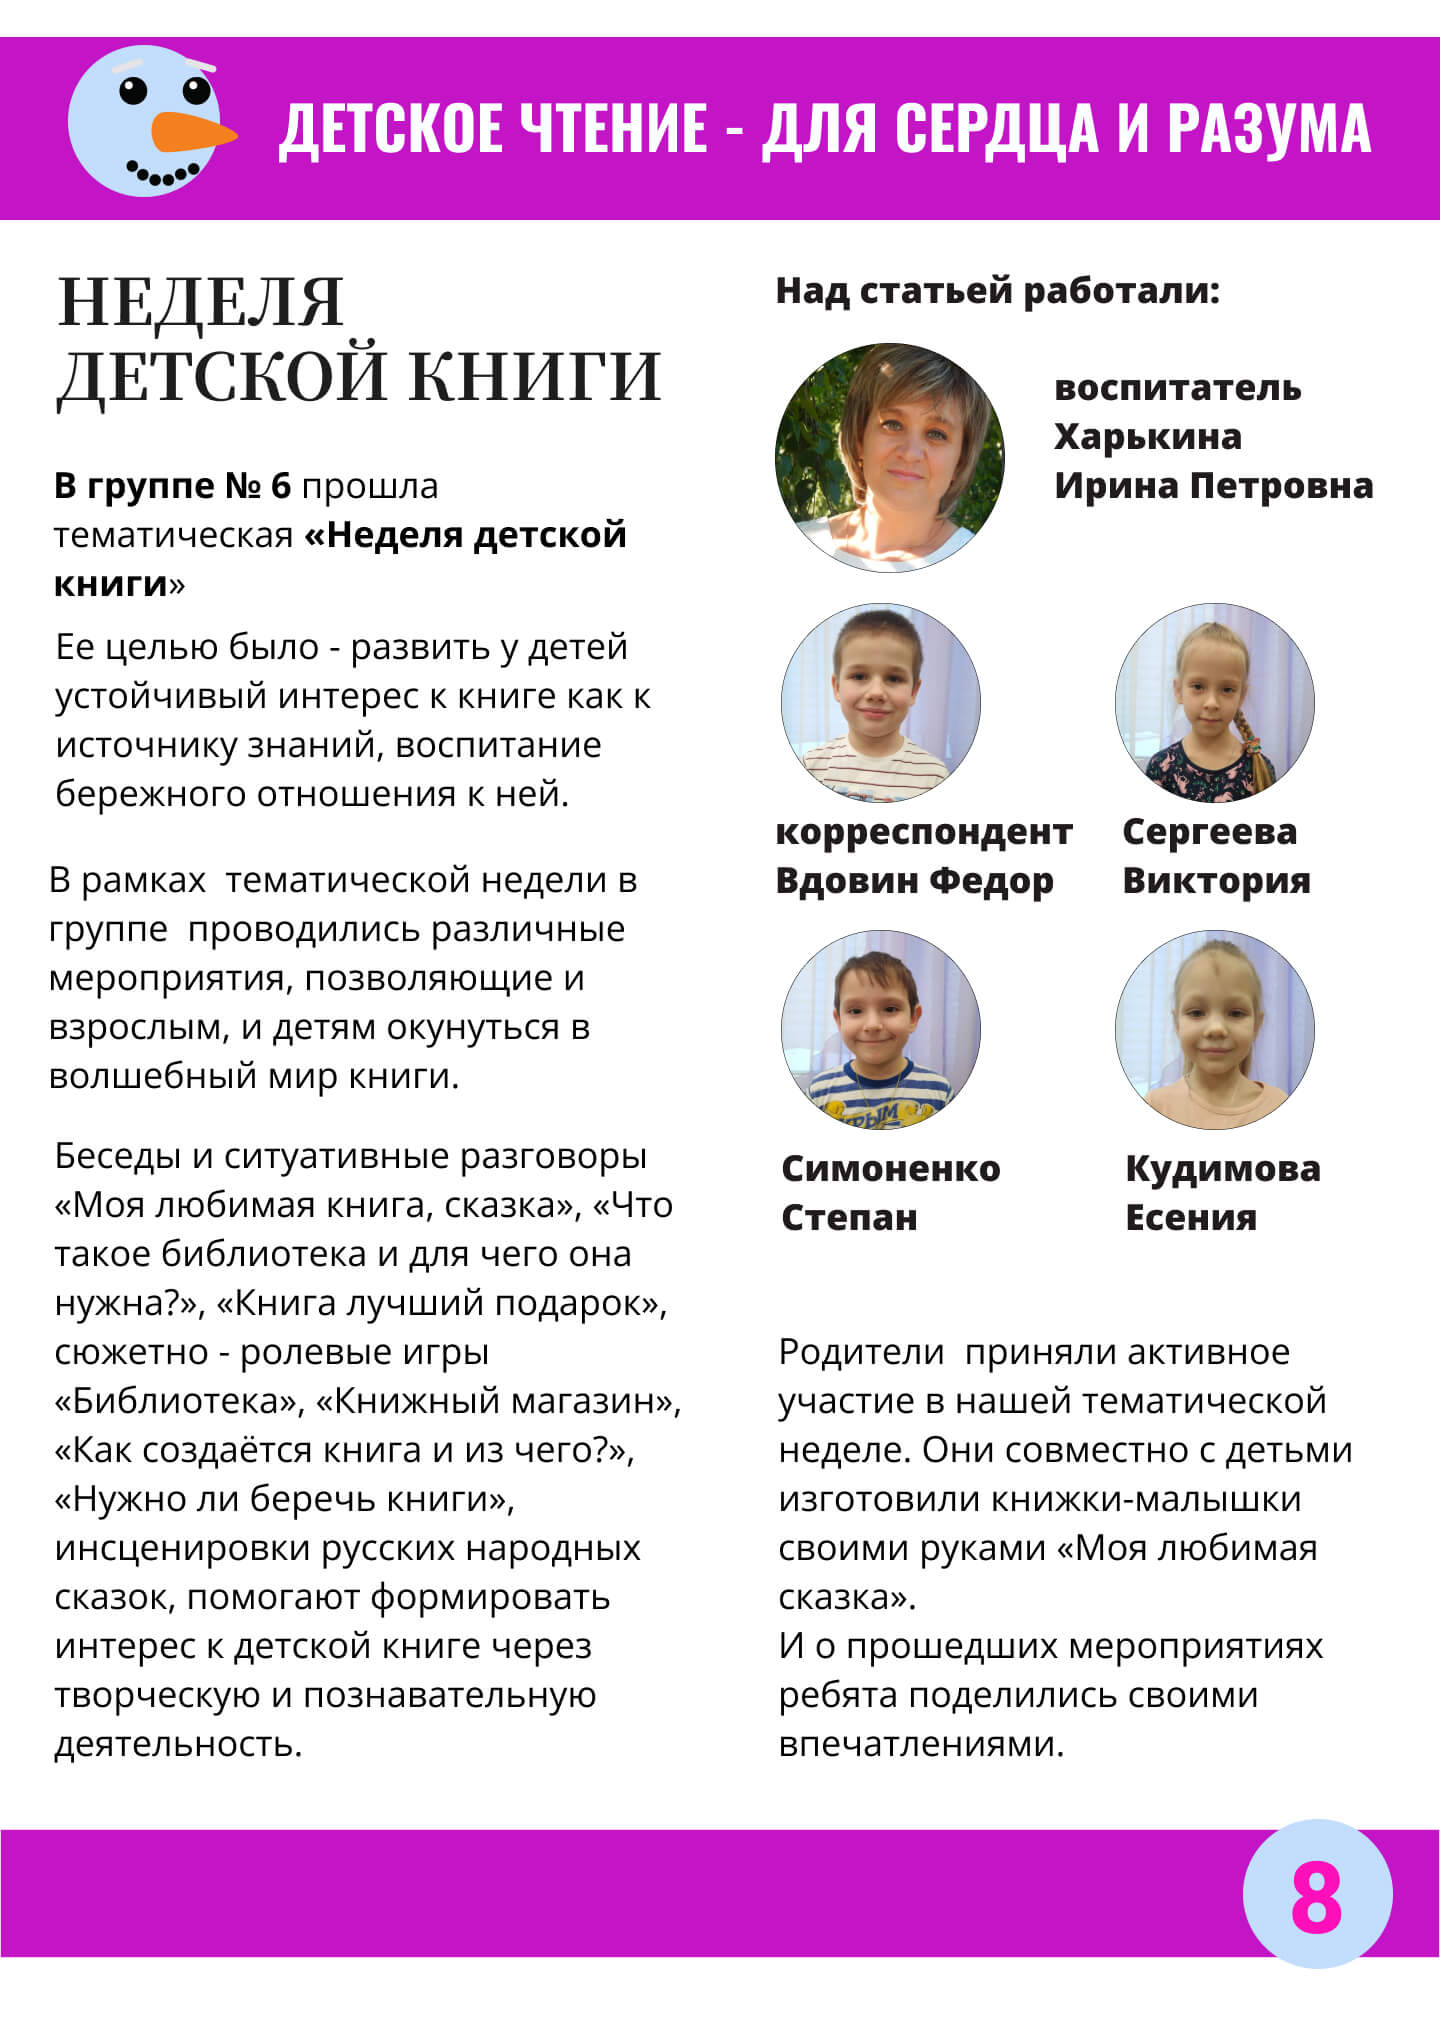 ДЕТСКОЕ ЧТЕНИЕ - ДЛЯ СЕРДЦА И РАЗУМА
НЕДЕЛЯ
ДЕТСКОЙ КНИГИ
В группе № 6 прошла
тематическая «Неделя детской
книги»
Ее целью было - развить у детей
устойчивый интерес к книге как к
источнику знаний, воспитание
бережного отношения к ней.
В рамках  тематической недели в
группе  проводились различные
мероприятия, позволяющие и
взрослым, и детям окунуться в
волшебный мир книги.
Беседы и ситуативные разговоры
«Моя любимая книга, сказка», «Что
такое библиотека и для чего она
нужна?», «Книга лучший подарок»,
сюжетно - ролевые игры
«Библиотека», «Книжный магазин»,
«Как создаётся книга и из чего?»,
«Нужно ли беречь книги»,
инсценировки русских народных
сказок, помогают формировать
интерес к детской книге через
творческую и познавательную
деятельность.
Над статьей работали:
воспитатель
Харькина
Ирина Петровна
корреспондент
Вдовин Федор
Сергеева
Виктория
КРЫМ
Симоненко
Степан
Кудимова
Есения
Родители  приняли активное
участие в нашей тематической
неделе. Они совместно с детьми
изготовили книжки-малышки
своими руками «Моя любимая
сказка».
И о прошедших мероприятиях
ребята поделились своими
впечатлениями.
8